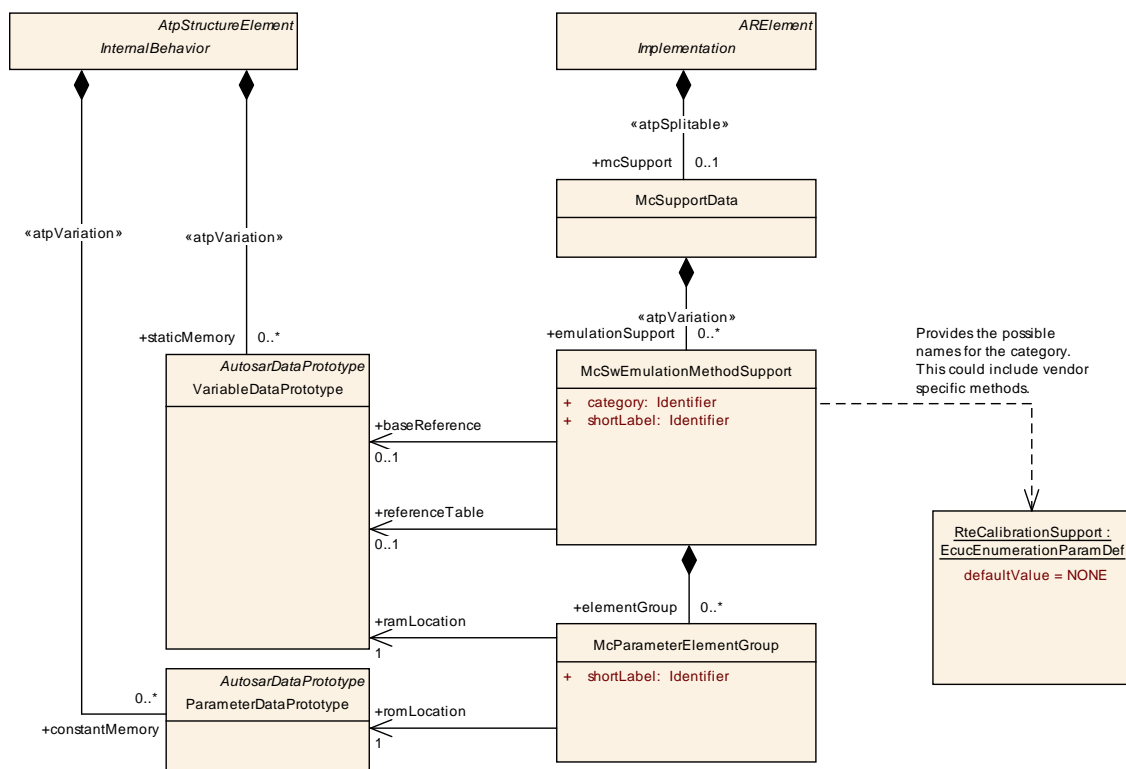 AtpStructureElement
InternalBehavior
ARElement
Implementation
«atpSplitable»
+mcSupport 0..1
McSupportData
«atpVariation»
«atpVariation»
«atpVariation»
+staticMemory 0..*
+emulationSupport 0..*
Provides the possible
names for the category.
This could include vendor
specific methods.
AutosarDataPrototype
VariableDataPrototype
McSwEmulationMethodSupport
+ category: Identifier
+ shortLabel: Identifier
+baseReference
0..1
+referenceTable
0..1
RteCalibrationSupport :
EcucEnumerationParamDef
defaultValue = NONE
+elementGroup 0..*
+ramLocation
1
McParameterElementGroup
+ shortLabel: Identifier
AutosarDataPrototype
ParameterDataPrototype
0..*
+constantMemory
+romLocation
1